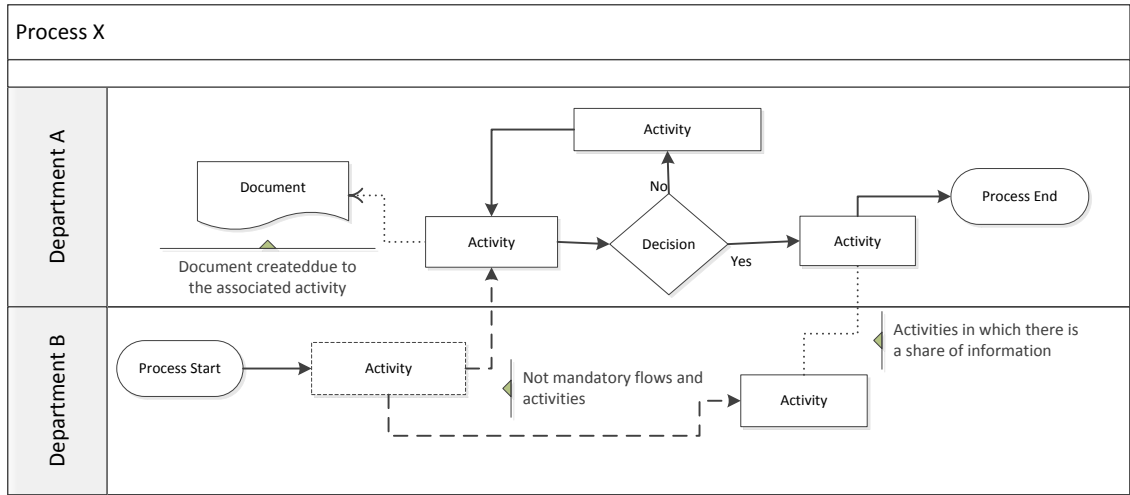 Process X
Department A
Activity
Document
No
Process End
Activity
Decision
Activity
Yes
Document createddue to
the associated activity
Department B
Process Start
Activity
Not mandatory flows and
activities
Activity
Activities in which there is
a share of information